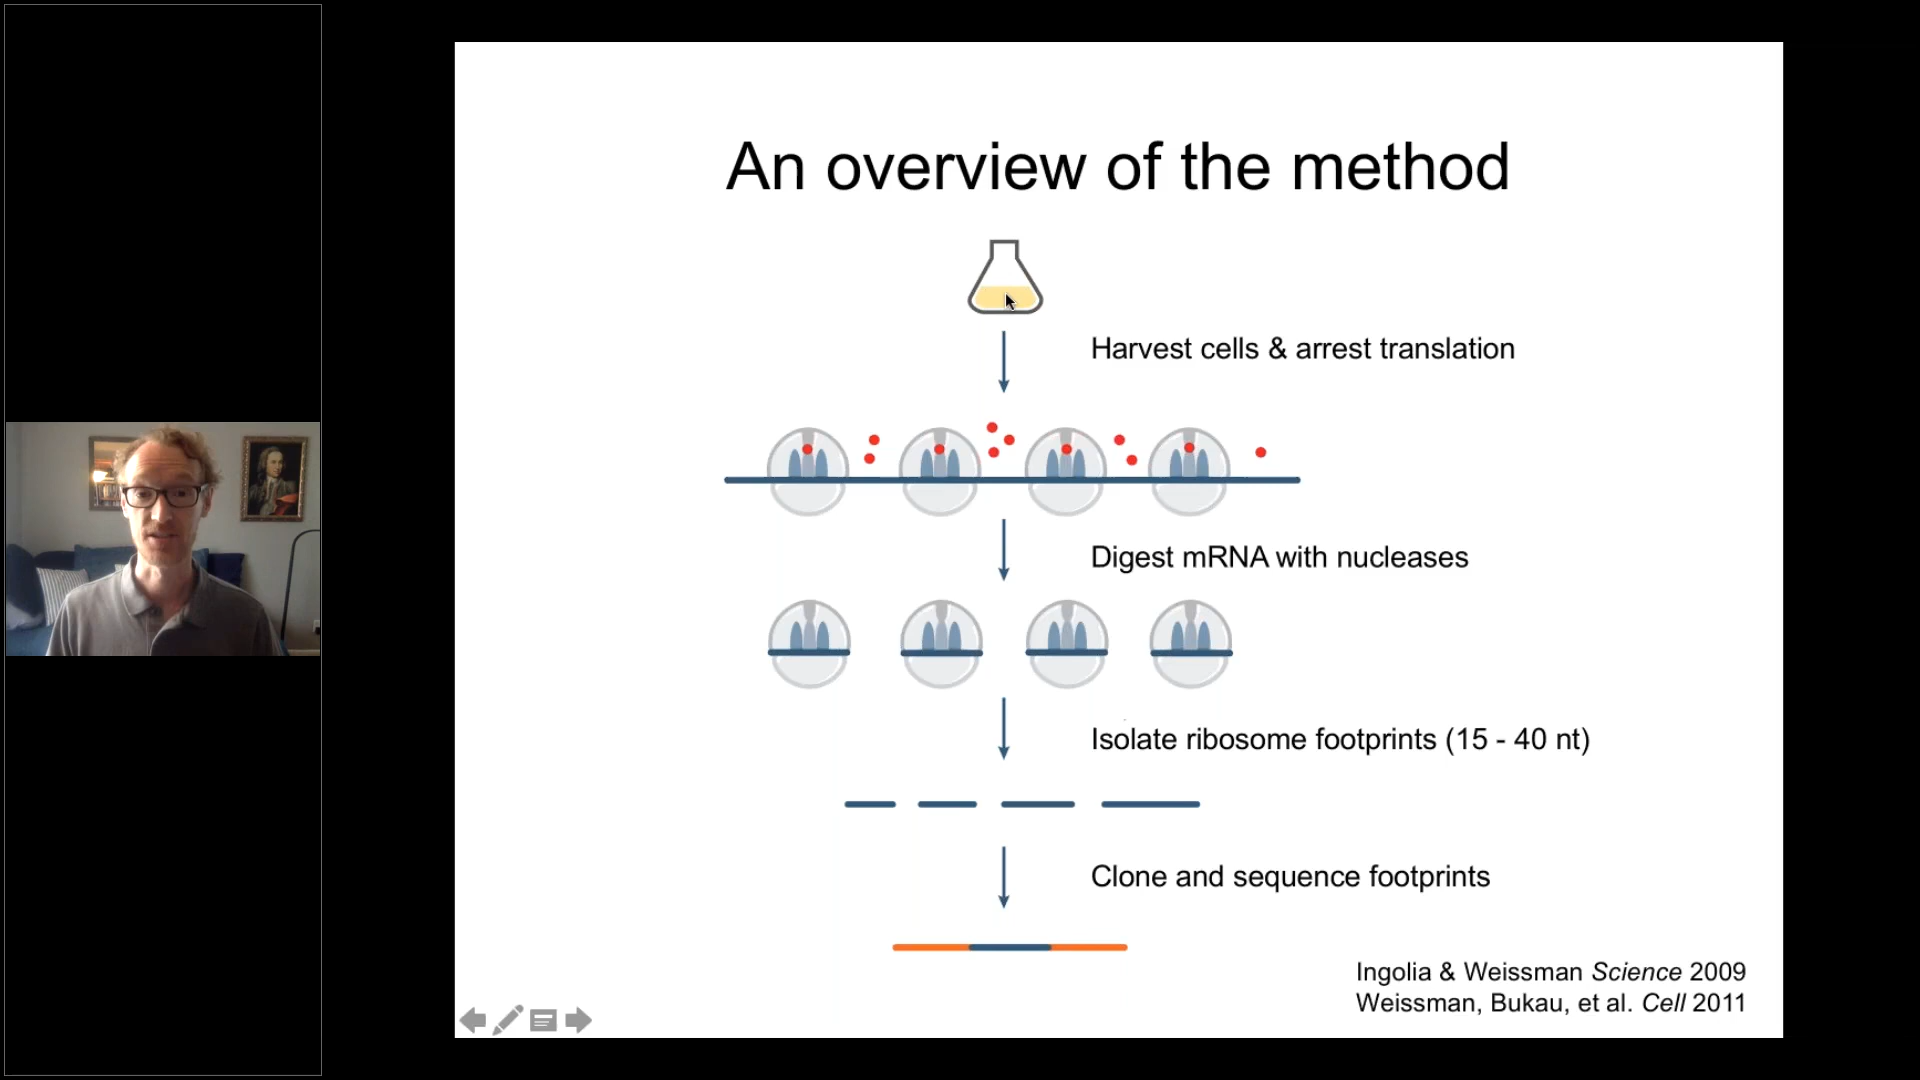 An overview of the method
Harvest cells & arrest translation
Digest mRNA with nucleases
Isolate ribosome footprints (15 - 40 nt)
Clone and sequence footprints
Ingolia & Weissman Science 2009
Weissman, Bukau, et al. Cell 2011